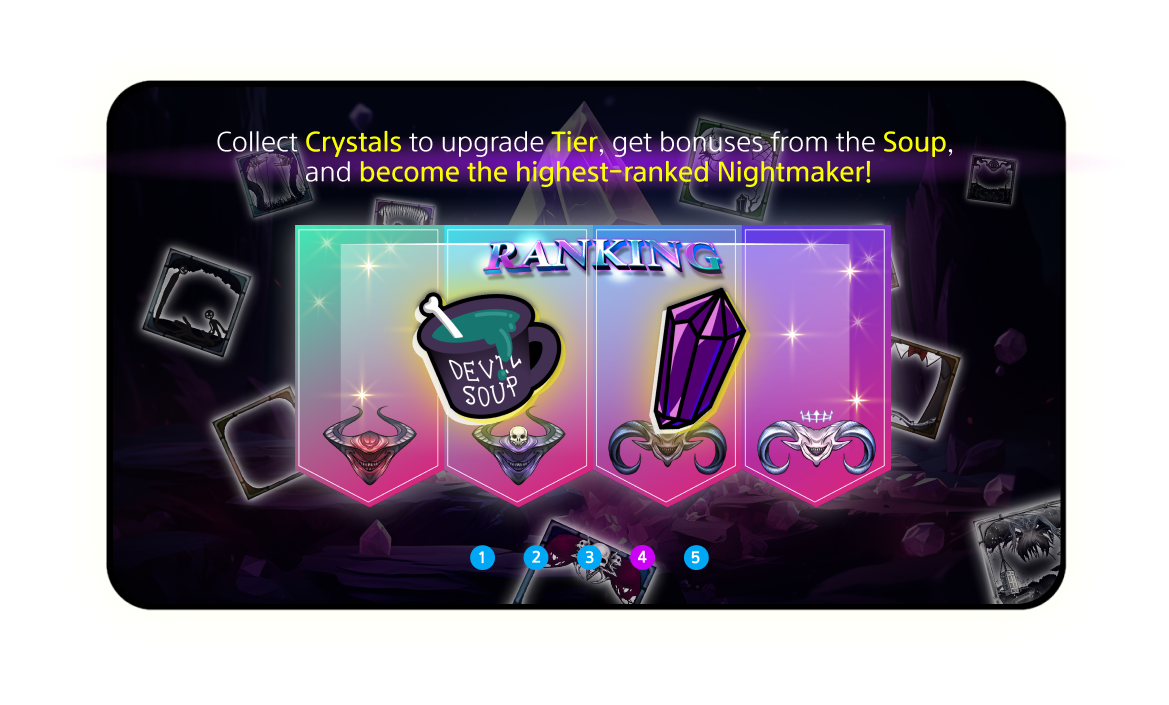 Collect Crystals to upgrade Tier, get bonuses from the Soup,
and become the highest-ranked Nightmaker!
RANKING
DEVIL
SOUP
1 2 3 4 5